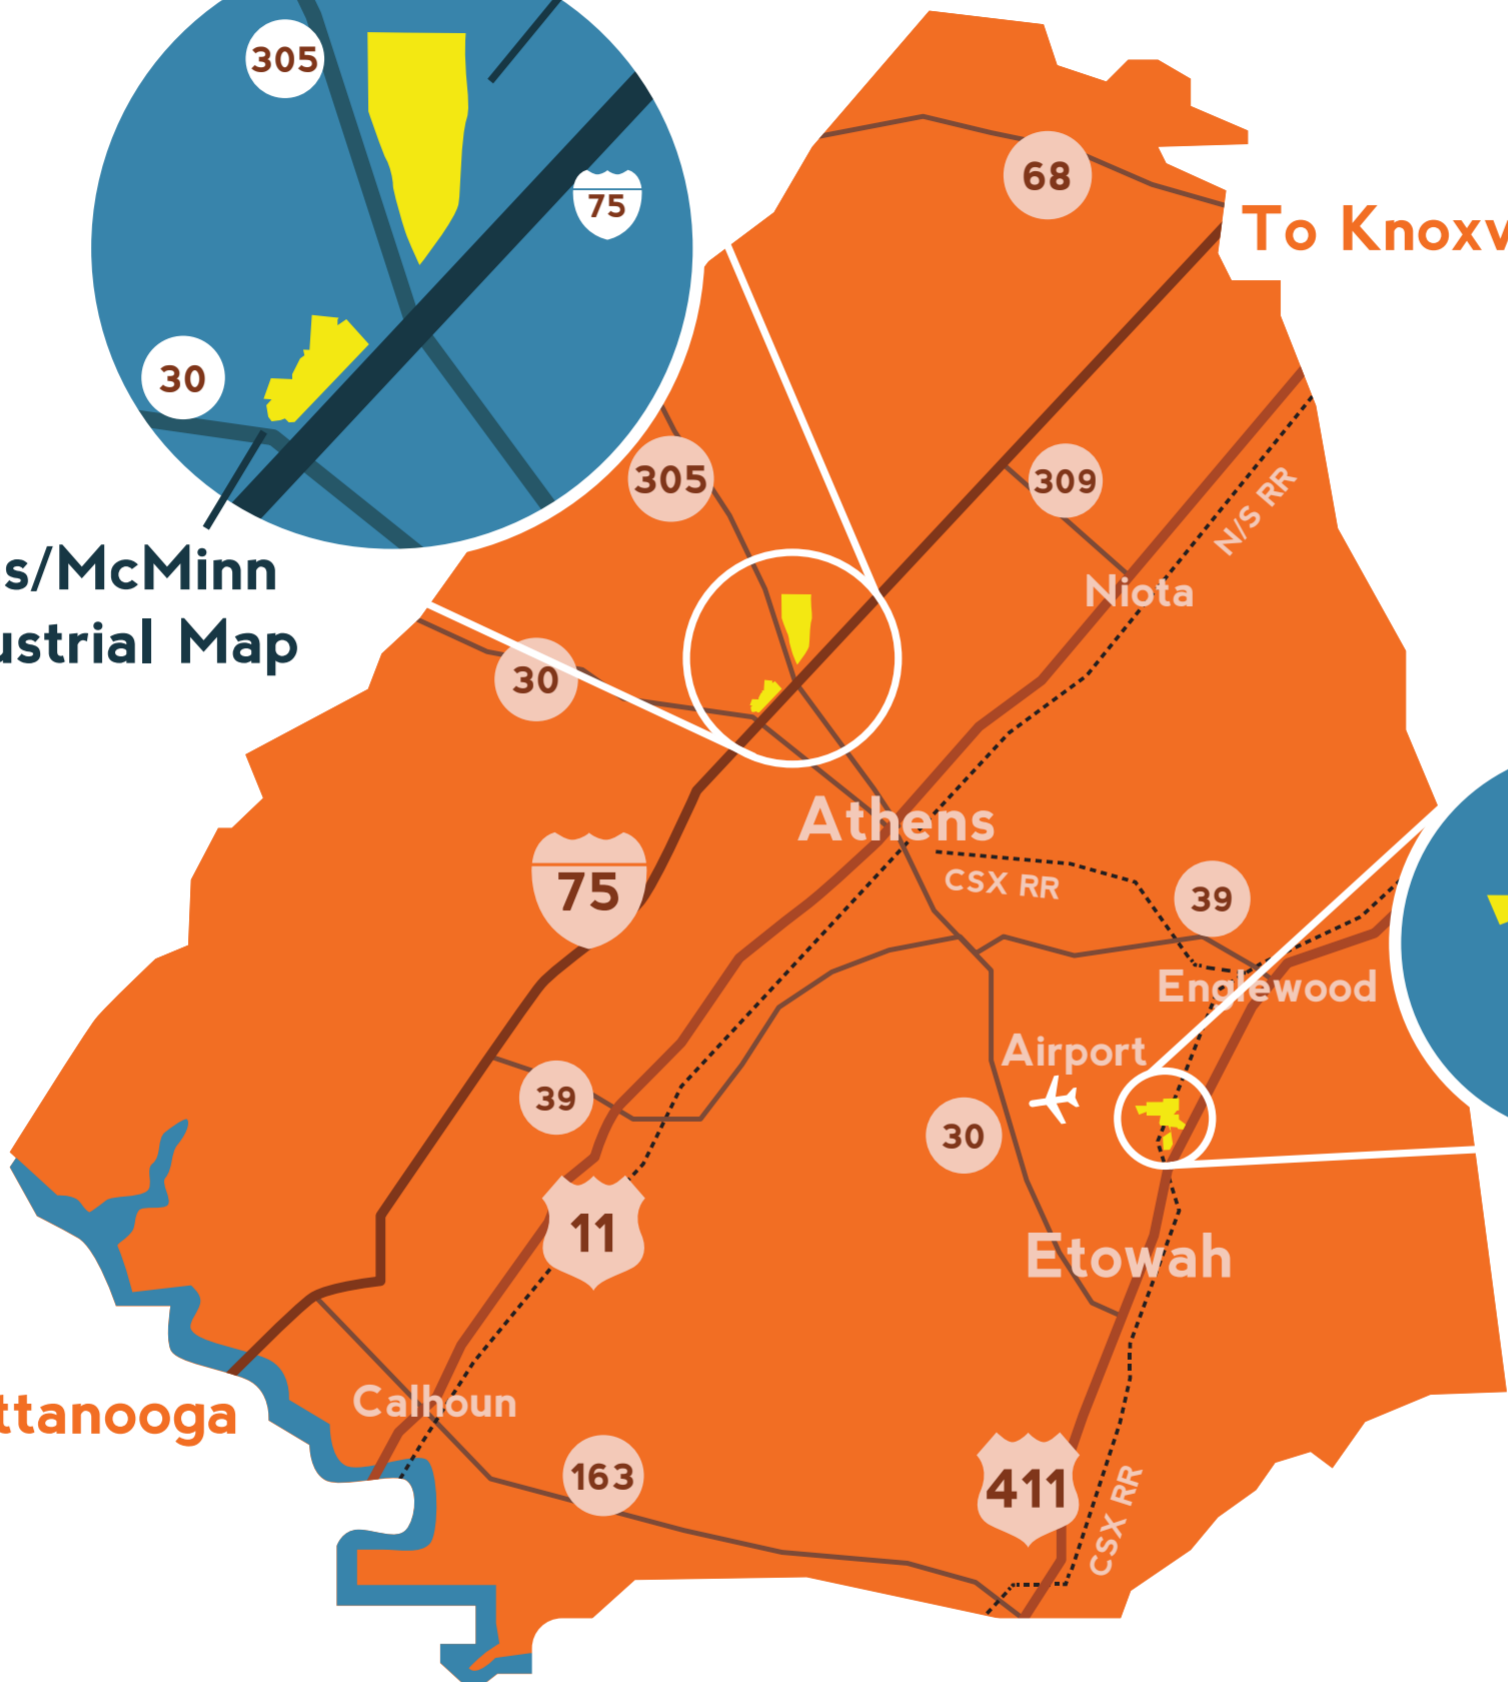 305
75
68
To Knoxv
30
305
309
N/S RR
s/McMinn
ustrial Map
Niota
30
Athens
75
CSX RR
39
Englewood
Airport
39
30
11
Etowah
ttanooga
Calhoun
163
411
CSX RR